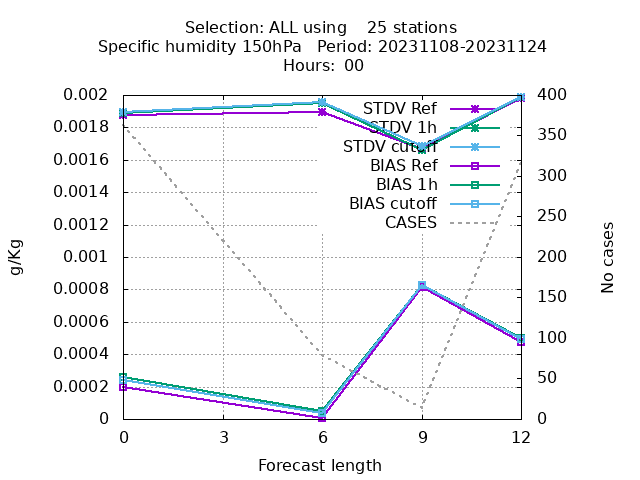 Selection: ALL using    25 stations
Specific humidity 150hPa   Period: 20231108-20231124
Hours:  00
0.002
0.0018
0.0016
0.0014
0.0012
0.001
0.0008
0.0006
0.0004
0.0002
0
g/Kg
STDV Ref
STDV 1h
STDV cutoff
BIAS Ref
BIAS 1h
BIAS cutoff
CASES
400
350
300
250
200
150
100
50
0
No cases
0 3 6 9 12
Forecast length